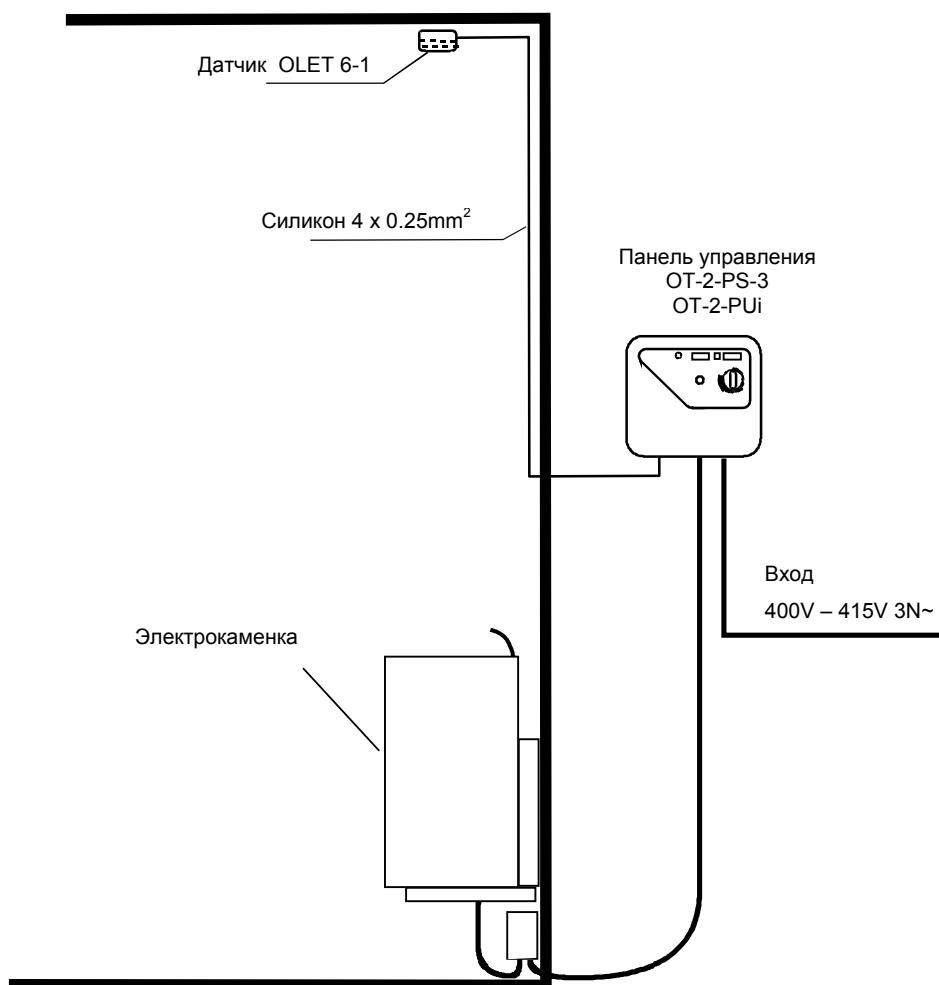 Датчик OLET 6-1
Силикон 4 x 0.25mm²
Панель управления
OT-2-PS-3
OT-2-PUi
Вход
400V – 415V 3N~
Электрокаменка